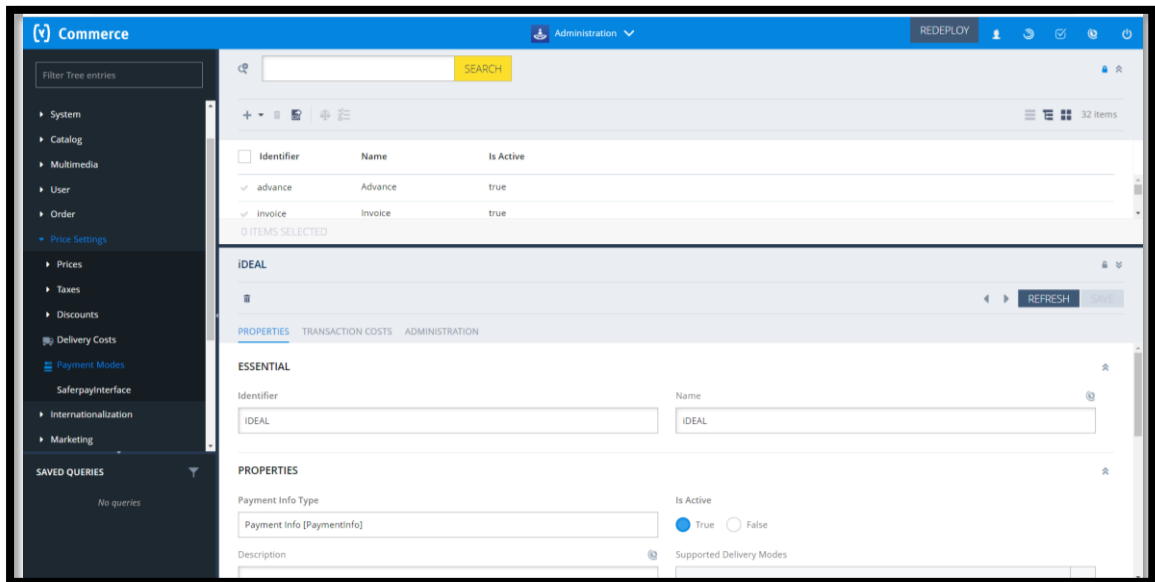 (y) Commerce
Administration
REDEPLOY
Filter Tree entries
SEARCH
System
Catalog
Multimedia
User
Order
Price Settings
Prices
Taxes
Discounts
Delivery Costs
Payment Modes
SaferpayInterface
Internationalization
Marketing
SAVED QUERIES
No queries
32 items
Identifier Name Is Active
advance Advance true
invoice Invoice true
0 ITEMS SELECTED
iDEAL
REFRESH SAVE
PROPERTIES TRANSACTION COSTS ADMINISTRATION
ESSENTIAL
Identifier Name
IDEAL iDEAL
PROPERTIES
Payment Info Type Is Active
Payment Info [PaymentInfo] True False
Description Supported Delivery Modes